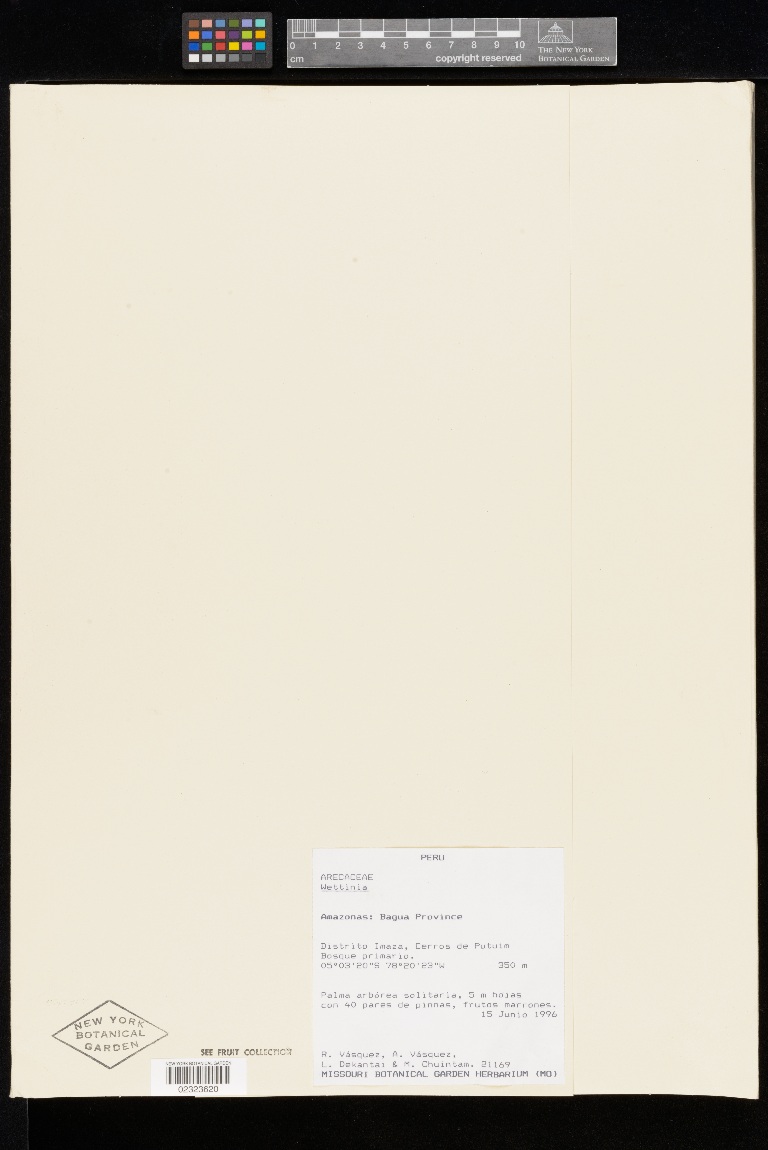 0 1 2 3 4 5 6 7 8 9 10
cm
copyright reserved
THE NEW YORK
BOTANICAL GARDEN
PERU
ARECACEAE
Wettinia
Amazonas: Bagua Province
Distrito Imaza, Cerros de Putuim
Bosque primario.
05°03'20"S 78°20'23"W 350 m
Palma arbórea solitaria, 5 m hojas
con 40 pares de pinnas, frutos marrones.
15 Junio 1996
R. Vásquez, A. Vásquez,
L. Dekantai & M. Chuintam. 21169
MISSOURI BOTANICAL GARDEN HERBARIUM (MO)
NEW YORK
BOTANICAL
GARDEN
SEE FRUIT COLLECTION
NEW YORK BOTANICAL GARDEN
02323620